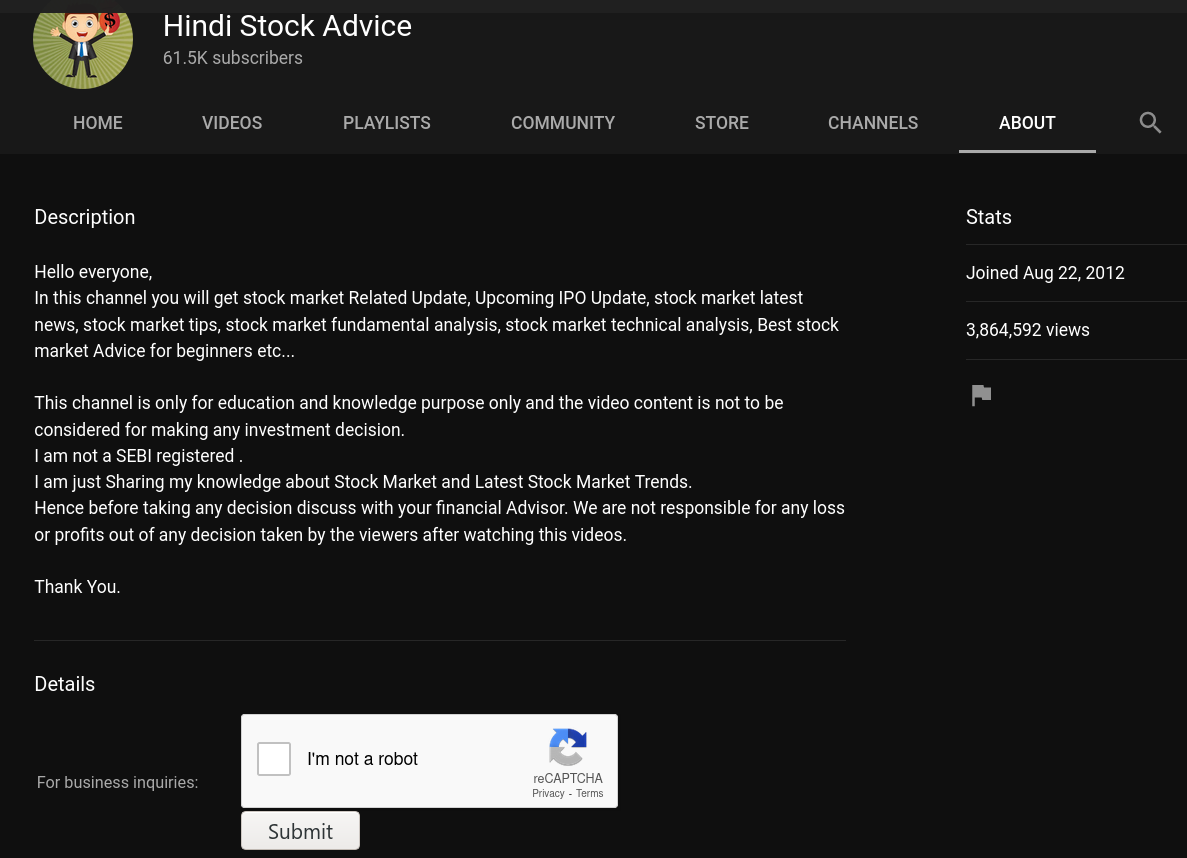 $
Hindi Stock Advice
61.5K subscribers
HOME VIDEOS PLAYLISTS COMMUNITY STORE CHANNELS ABOUT
Description
Hello everyone,
In this channel you will get stock market Related Update, Upcoming IPO Update, stock market latest
news, stock market tips, stock market fundamental analysis, stock market technical analysis, Best stock
market Advice for beginners etc...
This channel is only for education and knowledge purpose only and the video content is not to be
considered for making any investment decision.
I am not a SEBI registered .
I am just Sharing my knowledge about Stock Market and Latest Stock Market Trends.
Hence before taking any decision discuss with your financial Advisor. We are not responsible for any loss
or profits out of any decision taken by the viewers after watching this videos.
Thank You.
Stats
Joined Aug 22, 2012
3,864,592 views
Details
For business inquiries:
I'm not a robot
reCAPTCHA
Privacy - Terms
Submit